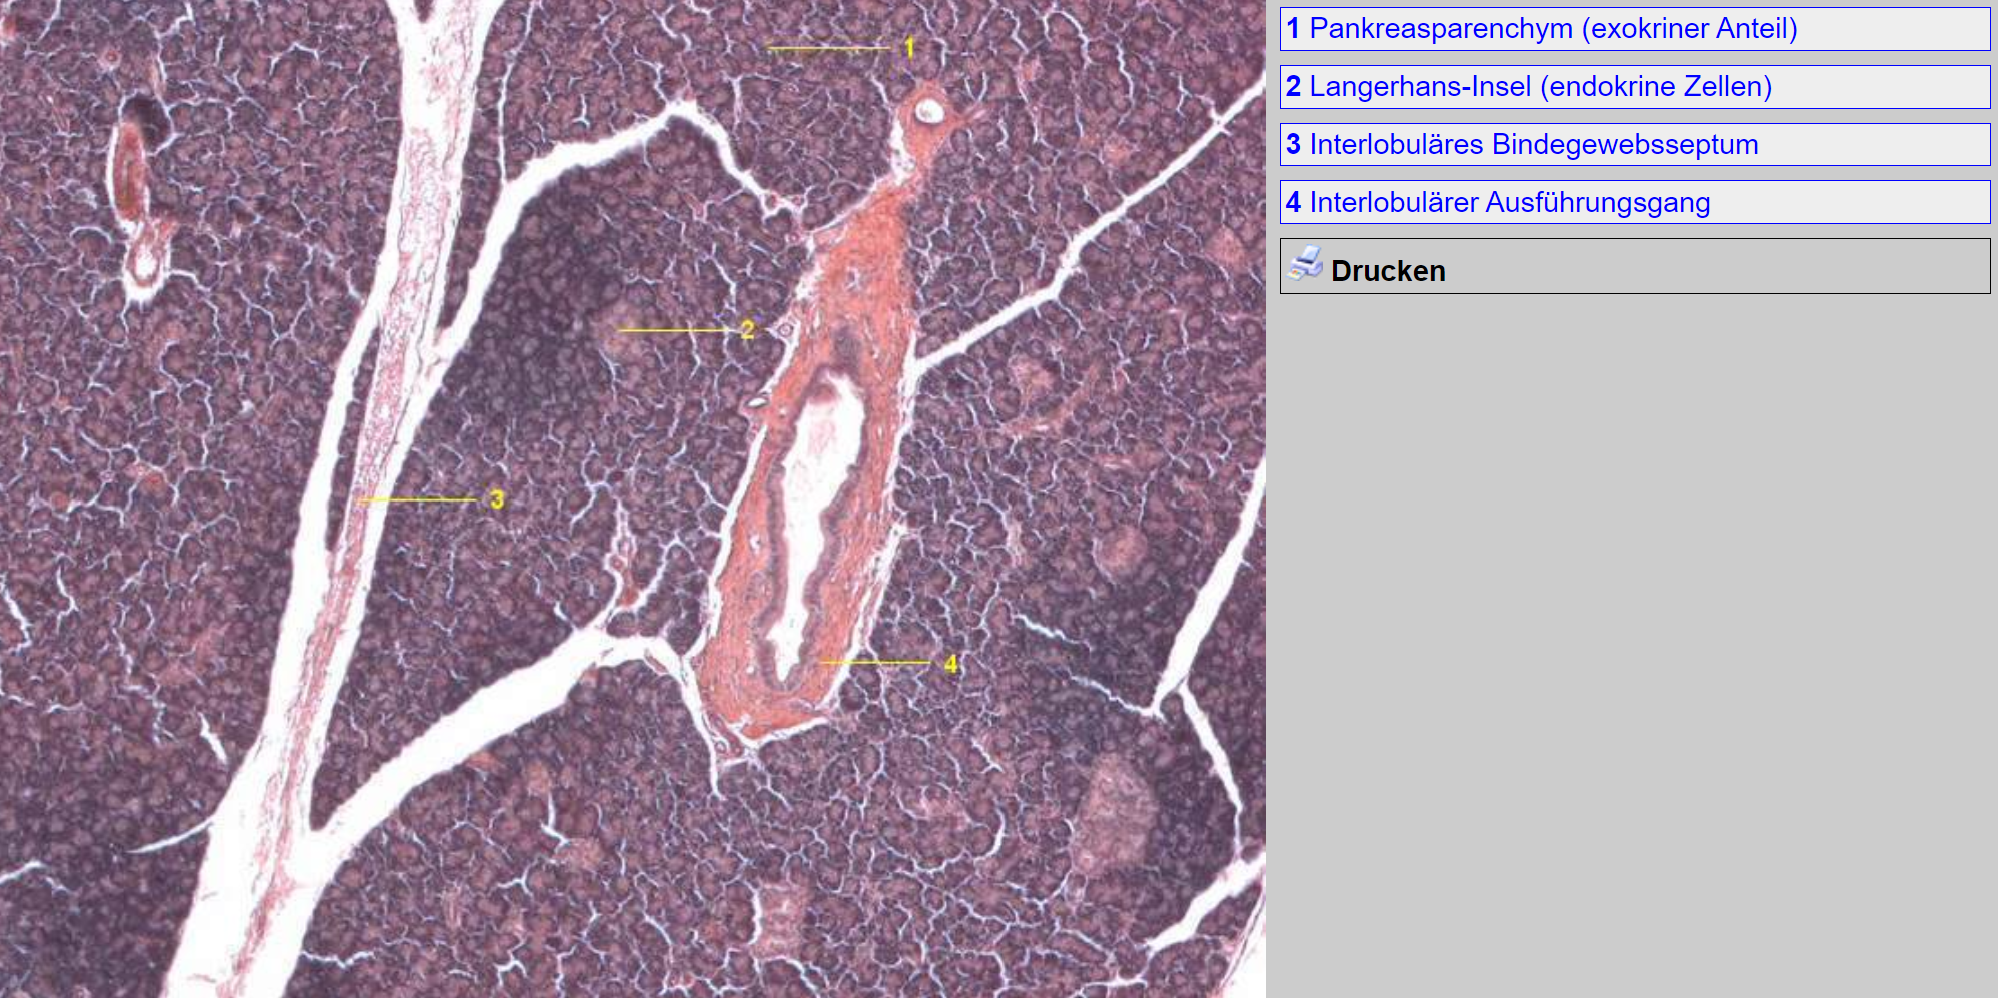 1
2
3
4
1 Pankreasparenchym (exokriner Anteil)
2 Langerhans-Insel (endokrine Zellen)
3 Interlobuläres Bindegewebsseptum
4 Interlobulärer Ausführungsgang
Drucken